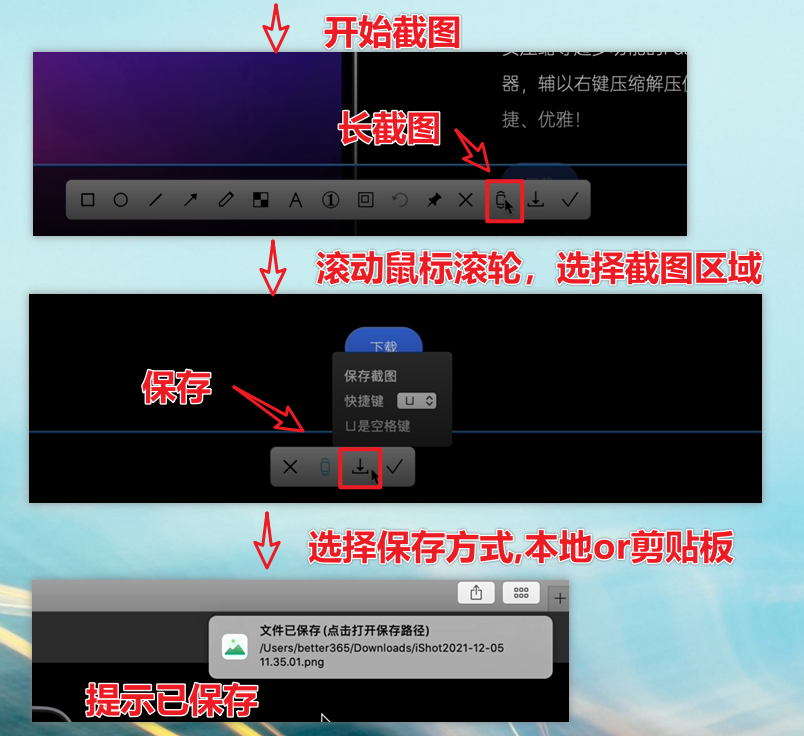 开始截图
器，辅以右键压缩解压
捷、优雅！
长截图
A
①
滚动鼠标滚轮，选择截图区域
下载
保存截图
快捷键 ⊔
⊔是空格键
保存
选择保存方式,本地or剪贴板
文件已保存(点击打开保存路径)
/Users/better365/Downloads/iShot2021-12-05
11.35.01.png
提示已保存